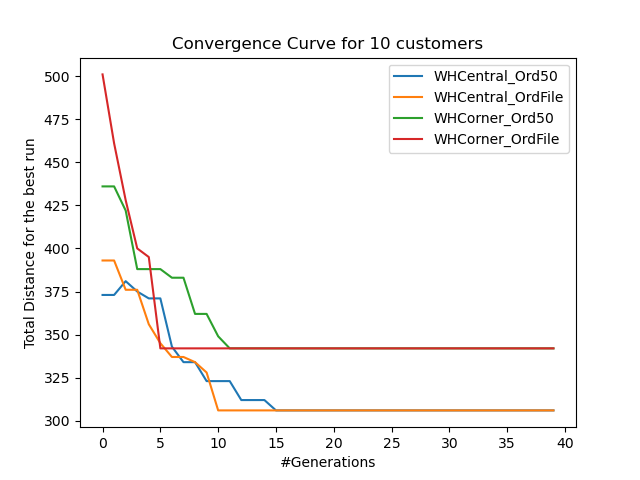 Convergence Curve for 10 customers
Total Distance for the best run
500
475
450
425
400
375
350
325
300
WHCentral_Ord50
WHCentral_OrdFile
WHCorner_Ord50
WHCorner_OrdFile
0 5 10 15 20 25 30 35 40
#Generations